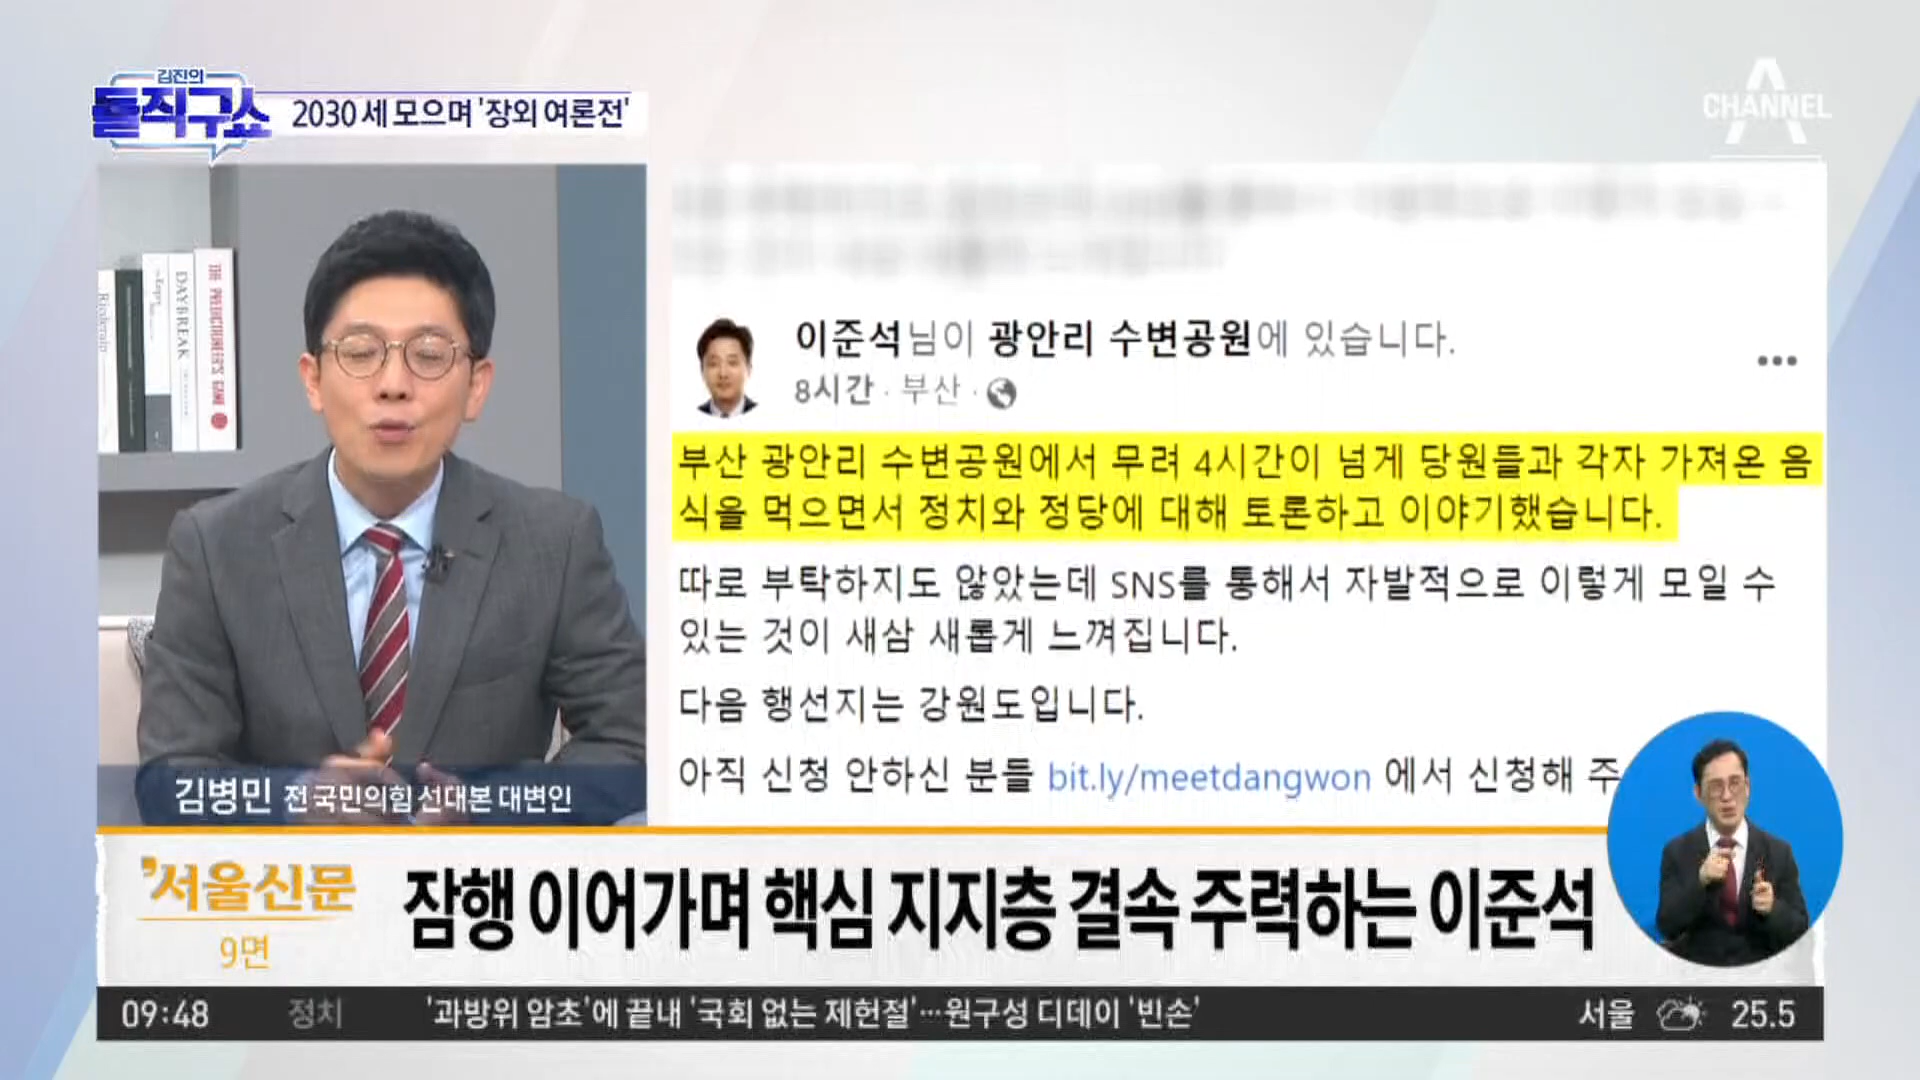 김진의
돌직구쇼
2030 세 모으며 '장외 여론전'
CHANNEL A
THE PREDICTIONEER'S GAME
DAYBREAK
이준석님이 광안리 수변공원에 있습니다.
8시간 · 부산 ·
부산 광안리 수변공원에서 무려 4시간이 넘게 당원들과 각자 가져온 음
식을 먹으면서 정치와 정당에 대해 토론하고 이야기했습니다.
따로 부탁하지도 않았는데 SNS를 통해서 자발적으로 이렇게 모일 수
있는 것이 새삼 새롭게 느껴집니다.
다음 행선지는 강원도입니다.
아직 신청 안하신 분들 bit.ly/meetdangwon 에서 신청해 주
김병민 전 국민의힘 선대본 대변인
서울신문
9면
잠행 이어가며 핵심 지지층 결속 주력하는 이준석
09:48 정치 '과방위 암초'에 끝내 '국회 없는 제헌절'…원구성 디데이 '빈손' 서울 25.5